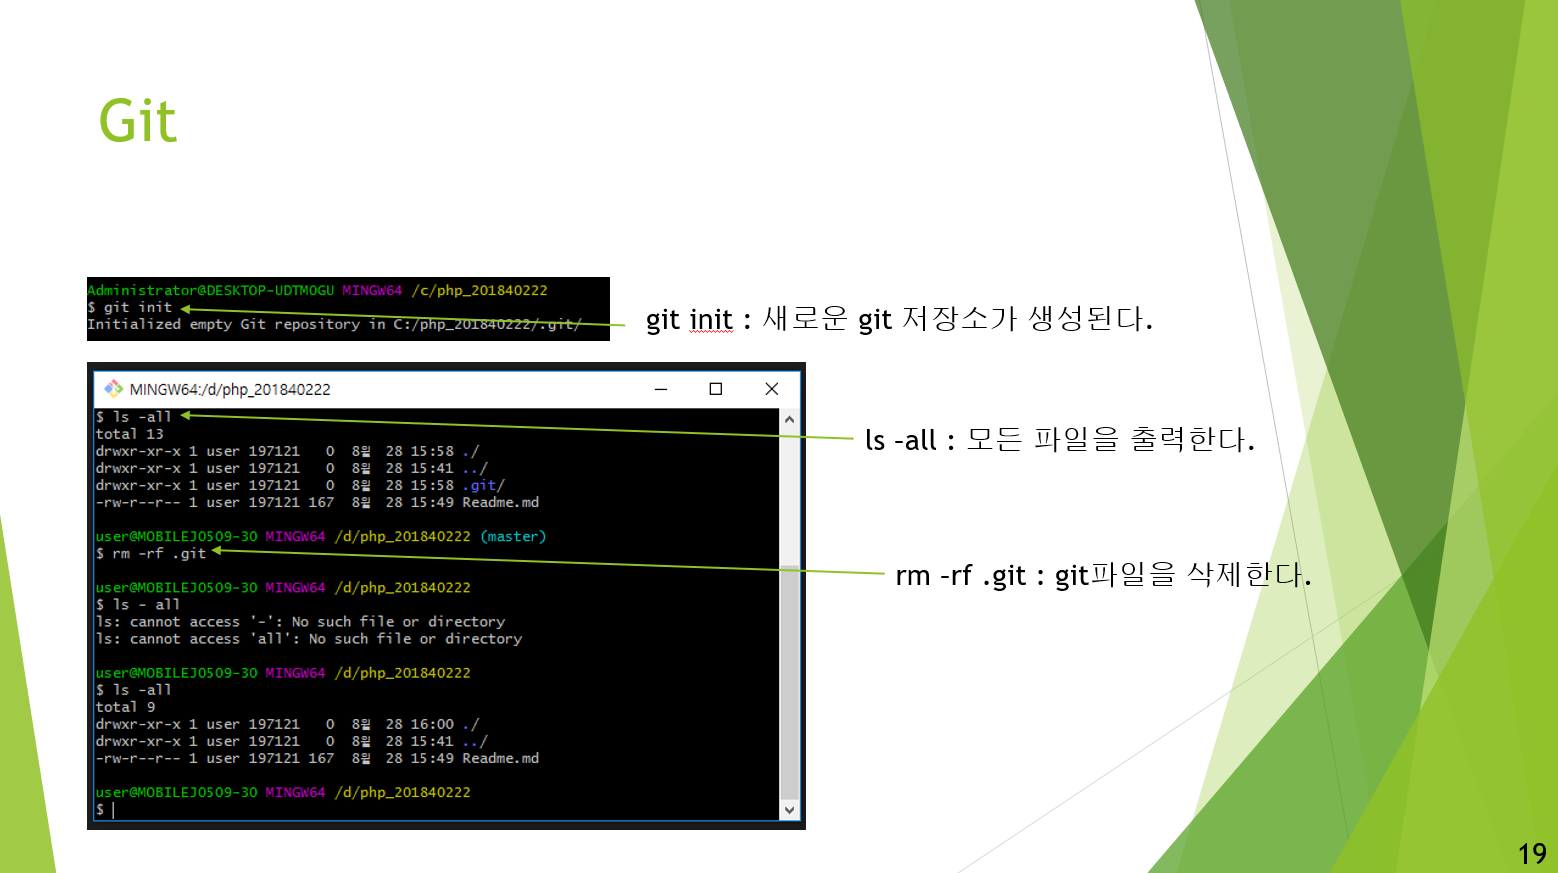 Git
Administrator@DESKTOP-UDTMOGU MINGW64 /c/php_201840222
$ git init
Initialized empty Git repository in C:/php_201840222/.git/
git init : 새로운 git 저장소가 생성된다.
MINGW64:/d/php_201840222
$ ls -all
total 13
drwxr-xr-x 1 user 197121   0  8월  28 15:58 ./
drwxr-xr-x 1 user 197121   0  8월  28 15:41 ../
drwxr-xr-x 1 user 197121   0  8월  28 15:58 .git/
-rw-r--r-- 1 user 197121 167  8월  28 15:49 Readme.md
user@MOBILEJ0509-30 MINGW64 /d/php_201840222 (master)
$ rm -rf .git
user@MOBILEJ0509-30 MINGW64 /d/php_201840222
$ ls - all
ls: cannot access '-': No such file or directory
ls: cannot access 'all': No such file or directory
user@MOBILEJ0509-30 MINGW64 /d/php_201840222
$ ls -all
total 9
drwxr-xr-x 1 user 197121   0  8월  28 16:00 ./
drwxr-xr-x 1 user 197121   0  8월  28 15:41 ../
-rw-r--r-- 1 user 197121 167  8월  28 15:49 Readme.md
user@MOBILEJ0509-30 MINGW64 /d/php_201840222
$
ls -all : 모든 파일을 출력한다.
rm -rf .git : git파일을 삭제한다.
19